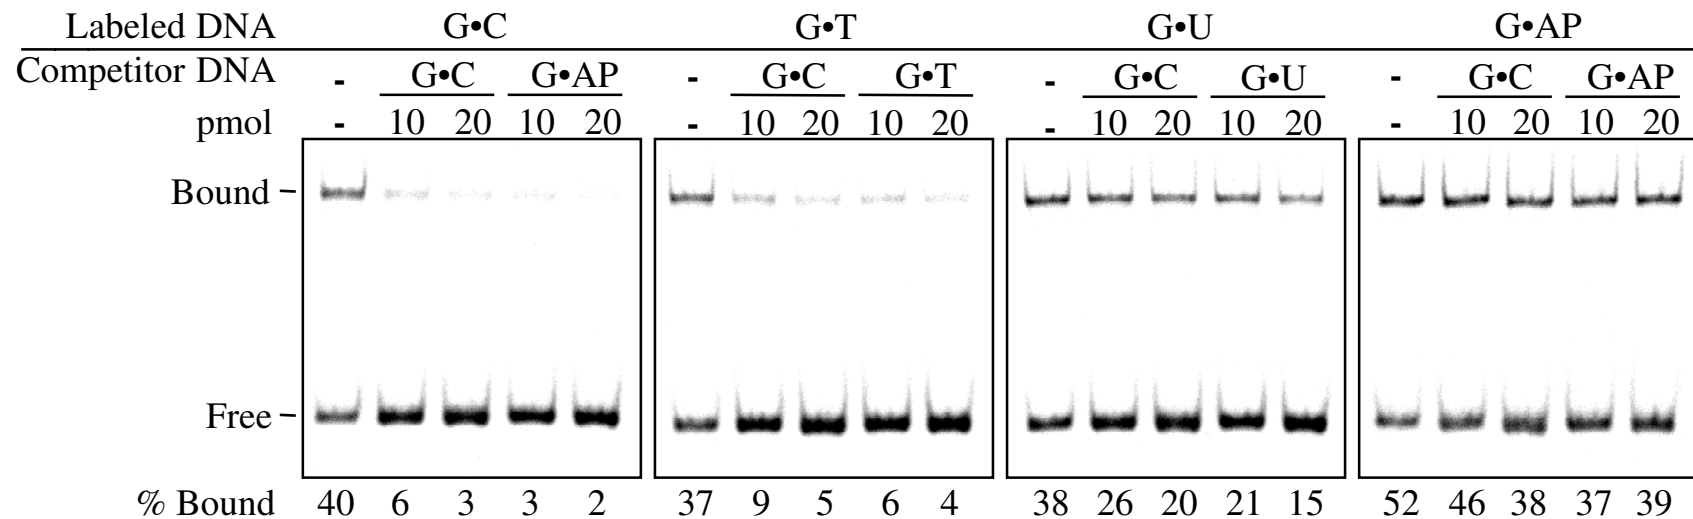 Labeled DNA G•C G•T G•U G•AP
Competitor DNA - G•C G•AP - G•C G•T - G•C G•U - G•C G•AP
pmol - 10 20 10 20 - 10 20 10 20 - 10 20 10 20 - 10 20 10 20
Bound –
Free –
% Bound 40 6 3 3 2 37 9 5 6 4 38 26 20 21 15 52 46 38 37 39